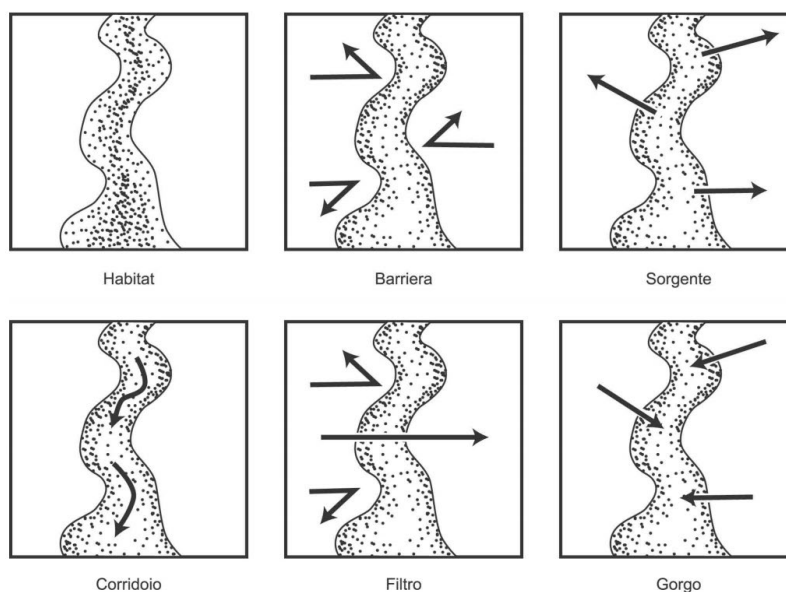 Habitat
Barriera
Sorgente
Corridoio
Filtro
Gorgo